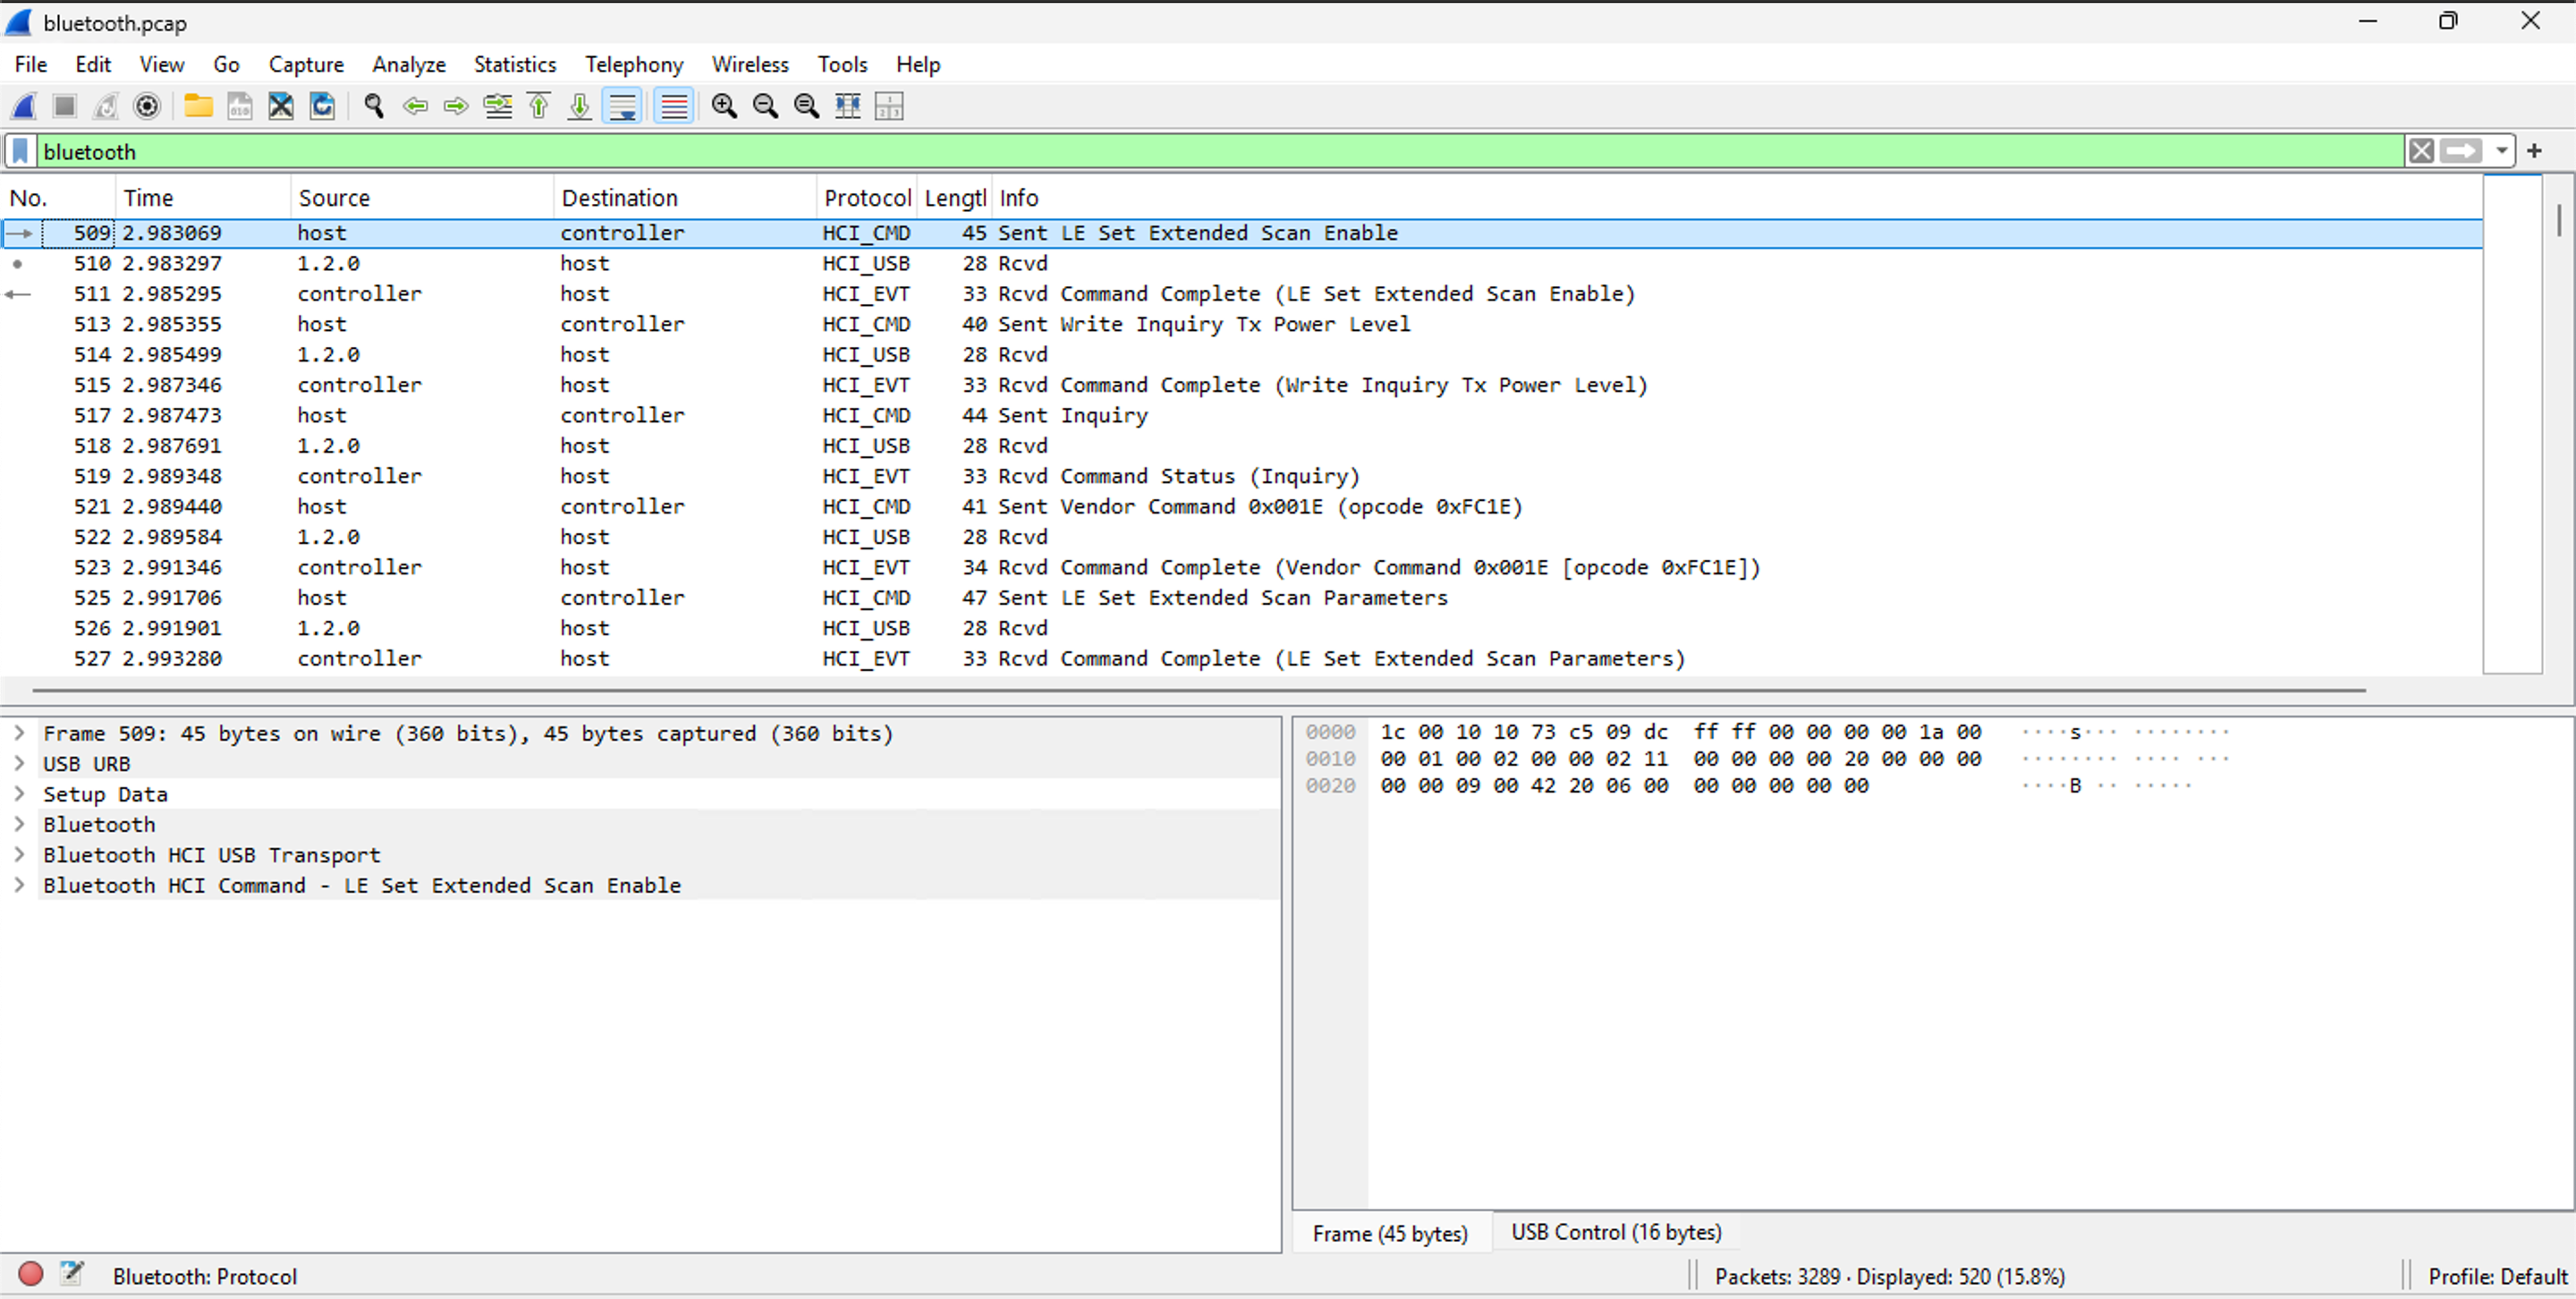 bluetooth.pcap
File Edit View Go Capture Analyze Statistics Telephony Wireless Tools Help
bluetooth
No. Time Source Destination Protocol Lengtl Info
509 2.983069 host controller HCI_CMD 45 Sent LE Set Extended Scan Enable
510 2.983297 1.2.0 host HCI_USB 28 Rcvd
511 2.985295 controller host HCI_EVT 33 Rcvd Command Complete (LE Set Extended Scan Enable)
513 2.985355 host controller HCI_CMD 40 Sent Write Inquiry Tx Power Level
514 2.985499 1.2.0 host HCI_USB 28 Rcvd
515 2.987346 controller host HCI_EVT 33 Rcvd Command Complete (Write Inquiry Tx Power Level)
517 2.987473 host controller HCI_CMD 44 Sent Inquiry
518 2.987691 1.2.0 host HCI_USB 28 Rcvd
519 2.989348 controller host HCI_EVT 33 Rcvd Command Status (Inquiry)
521 2.989440 host controller HCI_CMD 41 Sent Vendor Command 0x001E (opcode 0xFC1E)
522 2.989584 1.2.0 host HCI_USB 28 Rcvd
523 2.991346 controller host HCI_EVT 34 Rcvd Command Complete (Vendor Command 0x001E [opcode 0xFC1E])
525 2.991706 host controller HCI_CMD 47 Sent LE Set Extended Scan Parameters
526 2.991901 1.2.0 host HCI_USB 28 Rcvd
527 2.993280 controller host HCI_EVT 33 Rcvd Command Complete (LE Set Extended Scan Parameters)
Frame 509: 45 bytes on wire (360 bits), 45 bytes captured (360 bits)
USB URB
Setup Data
Bluetooth
Bluetooth HCI USB Transport
Bluetooth HCI Command - LE Set Extended Scan Enable
0000 1c 00 10 10 73 c5 09 dc ff ff 00 00 00 00 1a 00 ····s··· ········
0010 00 01 00 02 00 00 02 11 00 00 00 00 20 00 00 00 ········ ···· ···
0020 00 00 09 00 42 20 06 00 00 00 00 00 00 ····B ·· ·····
Frame (45 bytes) USB Control (16 bytes)
Bluetooth: Protocol Packets: 3289 · Displayed: 520 (15.8%) Profile: Default